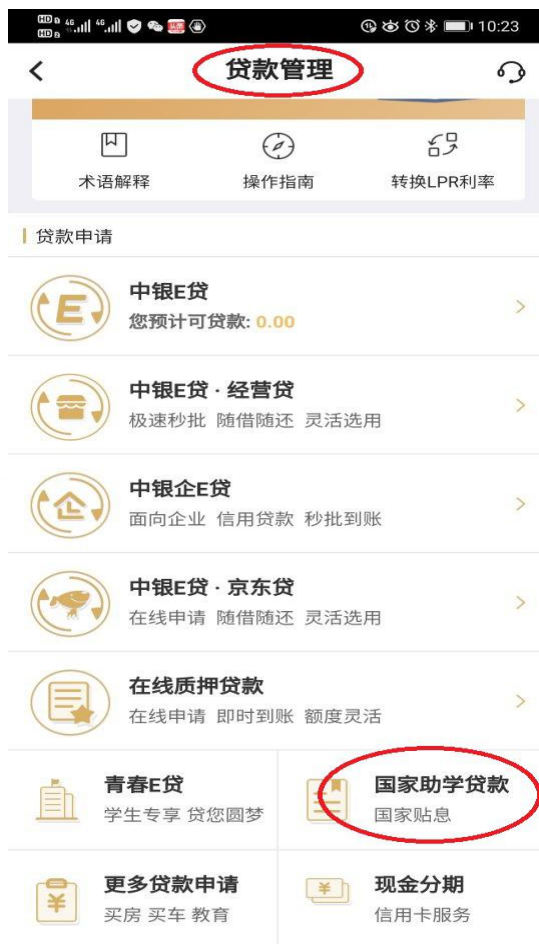 HD 1 46 46 10:23
HD 2
贷款管理
术语解释 操作指南 转换LPR利率
贷款申请
中银E贷
您预计可贷款: 0.00
中银E贷 · 经营贷
极速秒批 随借随还 灵活选用
中银企E贷
面向企业 信用贷款 秒批到账
中银E贷 · 京东贷
在线申请 随借随还 灵活选用
在线质押贷款
在线申请 即时到账 额度灵活
青春E贷 国家助学贷款
学生专享 贷您圆梦 国家贴息
更多贷款申请 现金分期
买房 买车 教育 信用卡服务